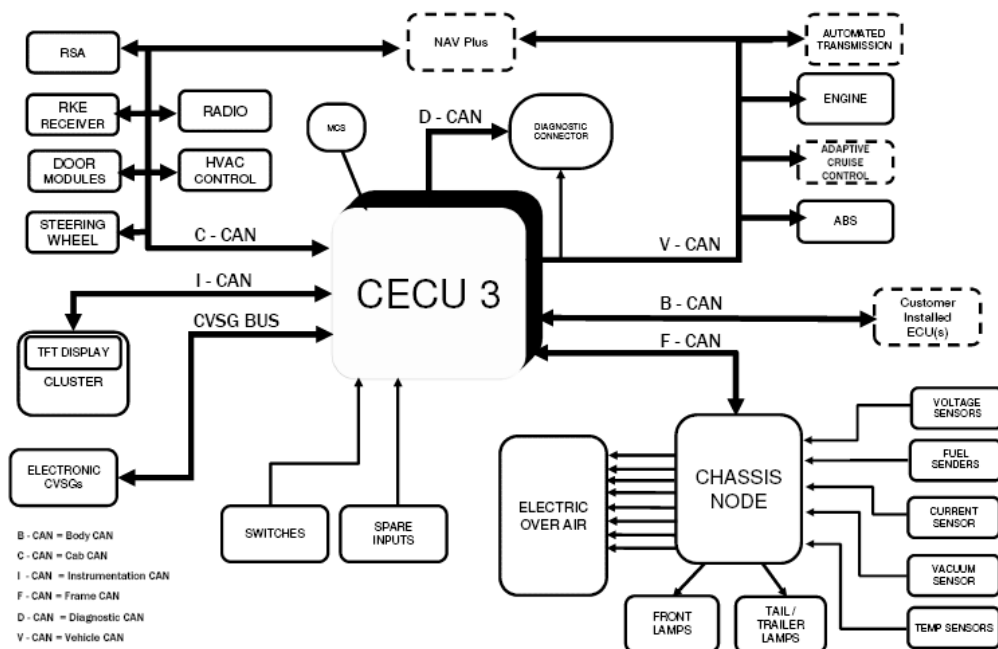 RSA
NAV Plus
AUTOMATED
TRANSMISSION
RKE
RECEIVER
RADIO
MCS
D - CAN
DIAGNOSTIC
CONNECTOR
ENGINE
DOOR
MODULES
HVAC
CONTROL
ADAPTIVE
CRUISE
CONTROL
STEERING
WHEEL
C - CAN
V - CAN
ABS
I - CAN
CECU 3
CVSG BUS
B - CAN
Customer
Installed
ECU(s)
F - CAN
TFT DISPLAY
CLUSTER
ELECTRONIC
CVSGs
SWITCHES
SPARE
INPUTS
ELECTRIC
OVER AIR
CHASSIS
NODE
VOLTAGE
SENSORS
FUEL
SENDERS
CURRENT
SENSOR
VACUUM
SENSOR
TEMP SENSORS
FRONT
LAMPS
TAIL /
TRAILER
LAMPS
B - CAN = Body CAN
C - CAN = Cab CAN
I - CAN = Instrumentation CAN
F - CAN = Frame CAN
D - CAN = Diagnostic CAN
V - CAN = Vehicle CAN